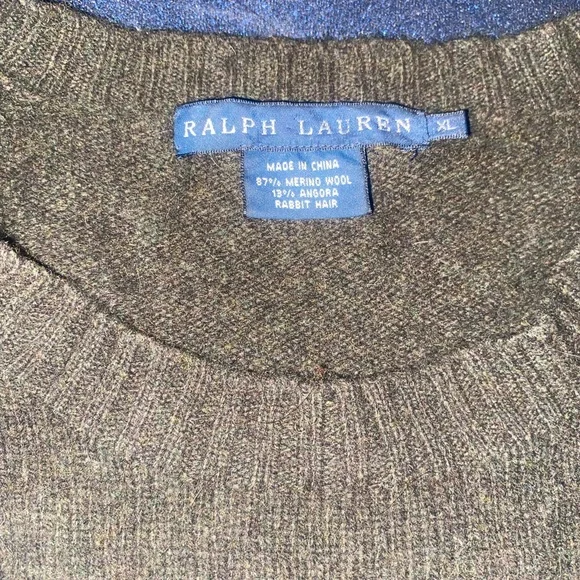 RALPH LAUREN
XL
MADE IN CHINA
87% MERINO WOOL
13% ANGORA
RABBIT HAIR